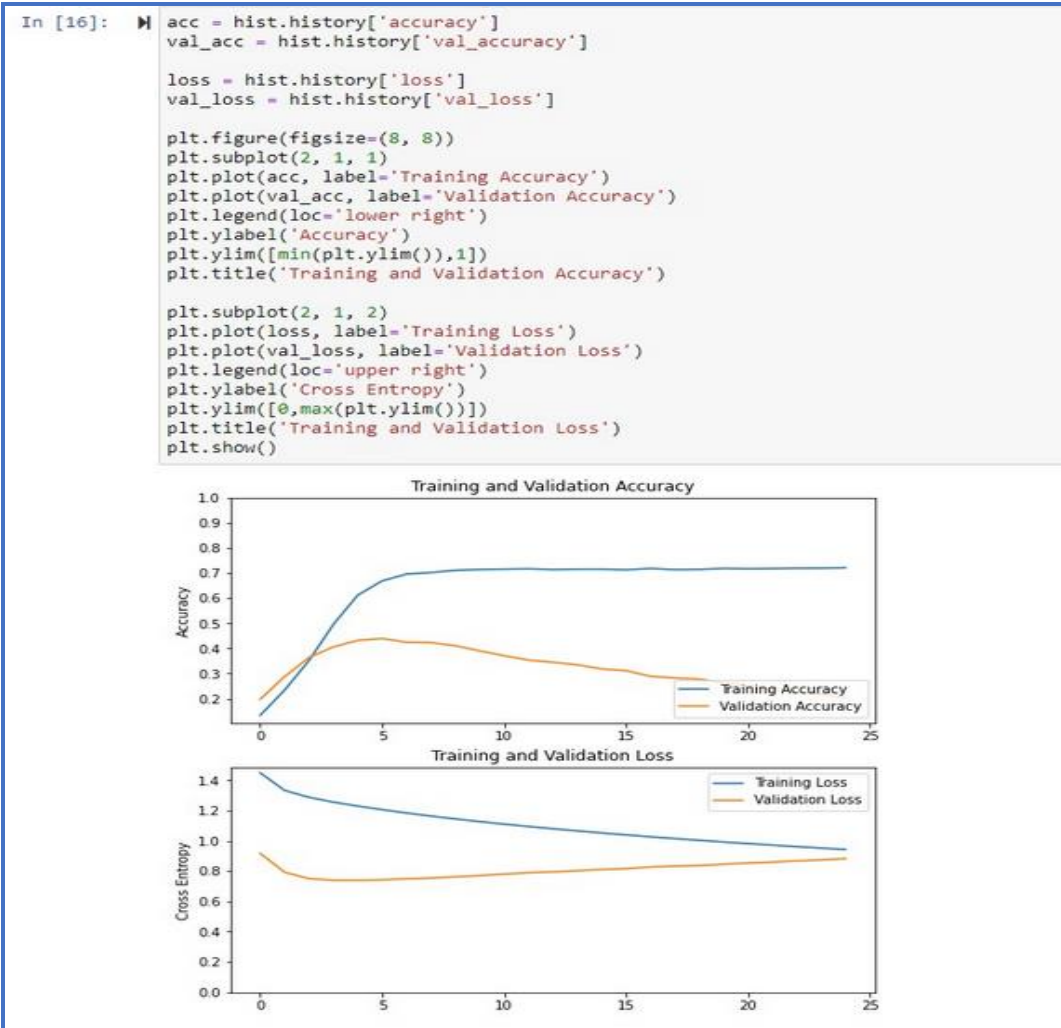 In [16]:
acc = hist.history['accuracy']
val_acc = hist.history['val_accuracy']
loss = hist.history['loss']
val_loss = hist.history['val_loss']
plt.figure(figsize=(8, 8))
plt.subplot(2, 1, 1)
plt.plot(acc, label='Training Accuracy')
plt.plot(val_acc, label='Validation Accuracy')
plt.legend(loc='lower right')
plt.ylabel('Accuracy')
plt.ylim([min(plt.ylim()),1])
plt.title('Training and Validation Accuracy')
plt.subplot(2, 1, 2)
plt.plot(loss, label='Training Loss')
plt.plot(val_loss, label='Validation Loss')
plt.legend(loc='upper right')
plt.ylabel('Cross Entropy')
plt.ylim([0,max(plt.ylim())])
plt.title('Training and Validation Loss')
plt.show()
Training and Validation Accuracy
1.0
0.9
0.8
0.7
0.6
0.5
0.4
0.3
0.2
Accuracy
Training Accuracy
Validation Accuracy
0 5 10 15 20 25
Training and Validation Loss
1.4
1.2
1.0
0.8
0.6
0.4
0.2
0.0
Cross Entropy
Training Loss
Validation Loss
0 5 10 15 20 25